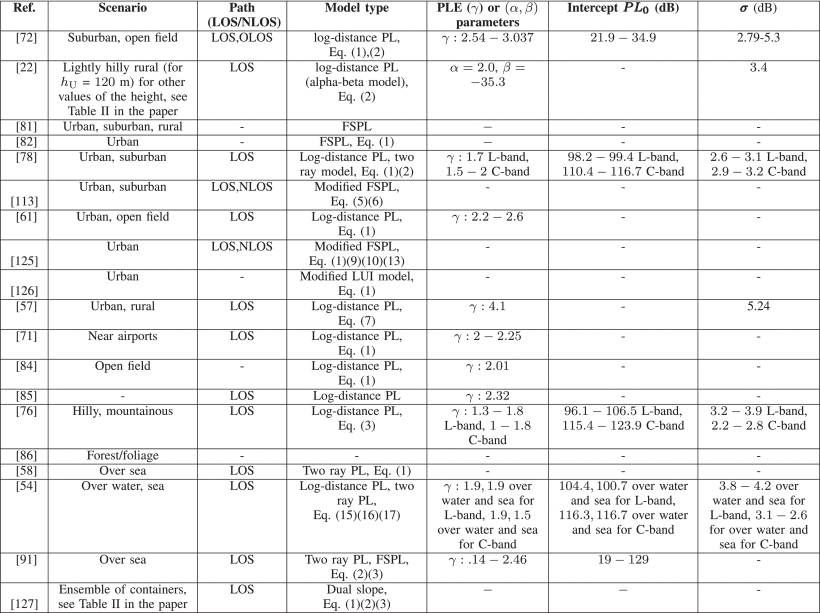 Ref. Scenario Path (LOS/NLOS) Model type PLE (γ) or (α, β) parameters Intercept PL₀ (dB) σ (dB)
[72] Suburban, open field LOS,OLOS log-distance PL, Eq. (1),(2) γ : 2.54 − 3.037 21.9 − 34.9 2.79-5.3
[22] Lightly hilly rural (for h_U = 120 m) for other values of the height, see Table II in the paper LOS log-distance PL (alpha-beta model), Eq. (2) α = 2.0, β = −35.3 - 3.4
[81] Urban, suburban, rural - FSPL − - -
[82] Urban - FSPL, Eq. (1) − - -
[78] Urban, suburban LOS Log-distance PL, two ray model, Eq. (1)(2) γ : 1.7 L-band, 1.5 − 2 C-band 98.2 − 99.4 L-band, 110.4 − 116.7 C-band 2.6 − 3.1 L-band, 2.9 − 3.2 C-band
[113] Urban, suburban LOS,NLOS Modified FSPL, Eq. (5)(6) - - -
[61] Urban, open field LOS Log-distance PL, Eq. (1) γ : 2.2 − 2.6 - -
[125] Urban LOS,NLOS Modified FSPL, Eq. (1)(9)(10)(13) - - -
[126] Urban - Modified LUI model, Eq. (1) - - -
[57] Urban, rural LOS Log-distance PL, Eq. (7) γ : 4.1 - 5.24
[71] Near airports LOS Log-distance PL, Eq. (1) γ : 2 − 2.25 - -
[84] Open field - Log-distance PL, Eq. (1) γ : 2.01 - -
[85] - LOS Log-distance PL γ : 2.32 - -
[76] Hilly, mountainous LOS Log-distance PL, Eq. (3) γ : 1.3 − 1.8 L-band, 1 − 1.8 C-band 96.1 − 106.5 L-band, 115.4 − 123.9 C-band 3.2 − 3.9 L-band, 2.2 − 2.8 C-band
[86] Forest/foliage - - - - -
[58] Over sea LOS Two ray PL, Eq. (1) - - -
[54] Over water, sea LOS Log-distance PL, two ray PL, Eq. (15)(16)(17) γ : 1.9, 1.9 over water and sea for L-band, 1.9, 1.5 over water and sea for C-band 104.4, 100.7 over water and sea for L-band, 116.3, 116.7 over water and sea for C-band 3.8 − 4.2 over water and sea for L-band, 3.1 − 2.6 for over water and sea for C-band
[91] Over sea LOS Two ray PL, FSPL, Eq. (2)(3) γ : .14 − 2.46 19 − 129 -
[127] Ensemble of containers, see Table II in the paper LOS Dual slope, Eq. (1)(2)(3) − − -